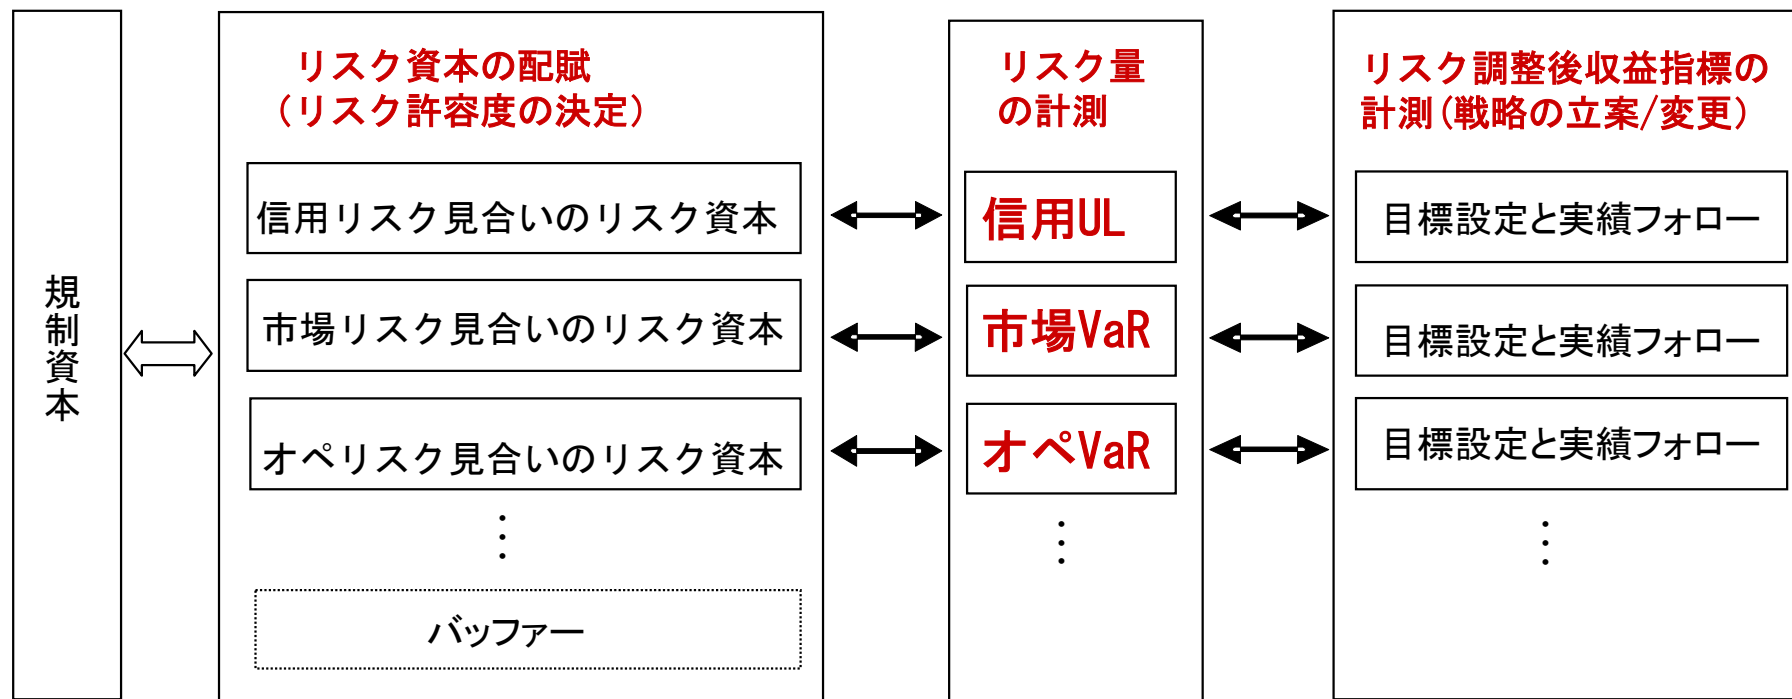 規制資本
リスク資本の配賦
（リスク許容度の決定）
信用リスク見合いのリスク資本
市場リスク見合いのリスク資本
オペリスク見合いのリスク資本
⋮
バッファー
リスク量
の計測
信用UL
市場VaR
オペVaR
⋮
リスク調整後収益指標の
計測（戦略の立案/変更）
目標設定と実績フォロー
目標設定と実績フォロー
目標設定と実績フォロー
⋮